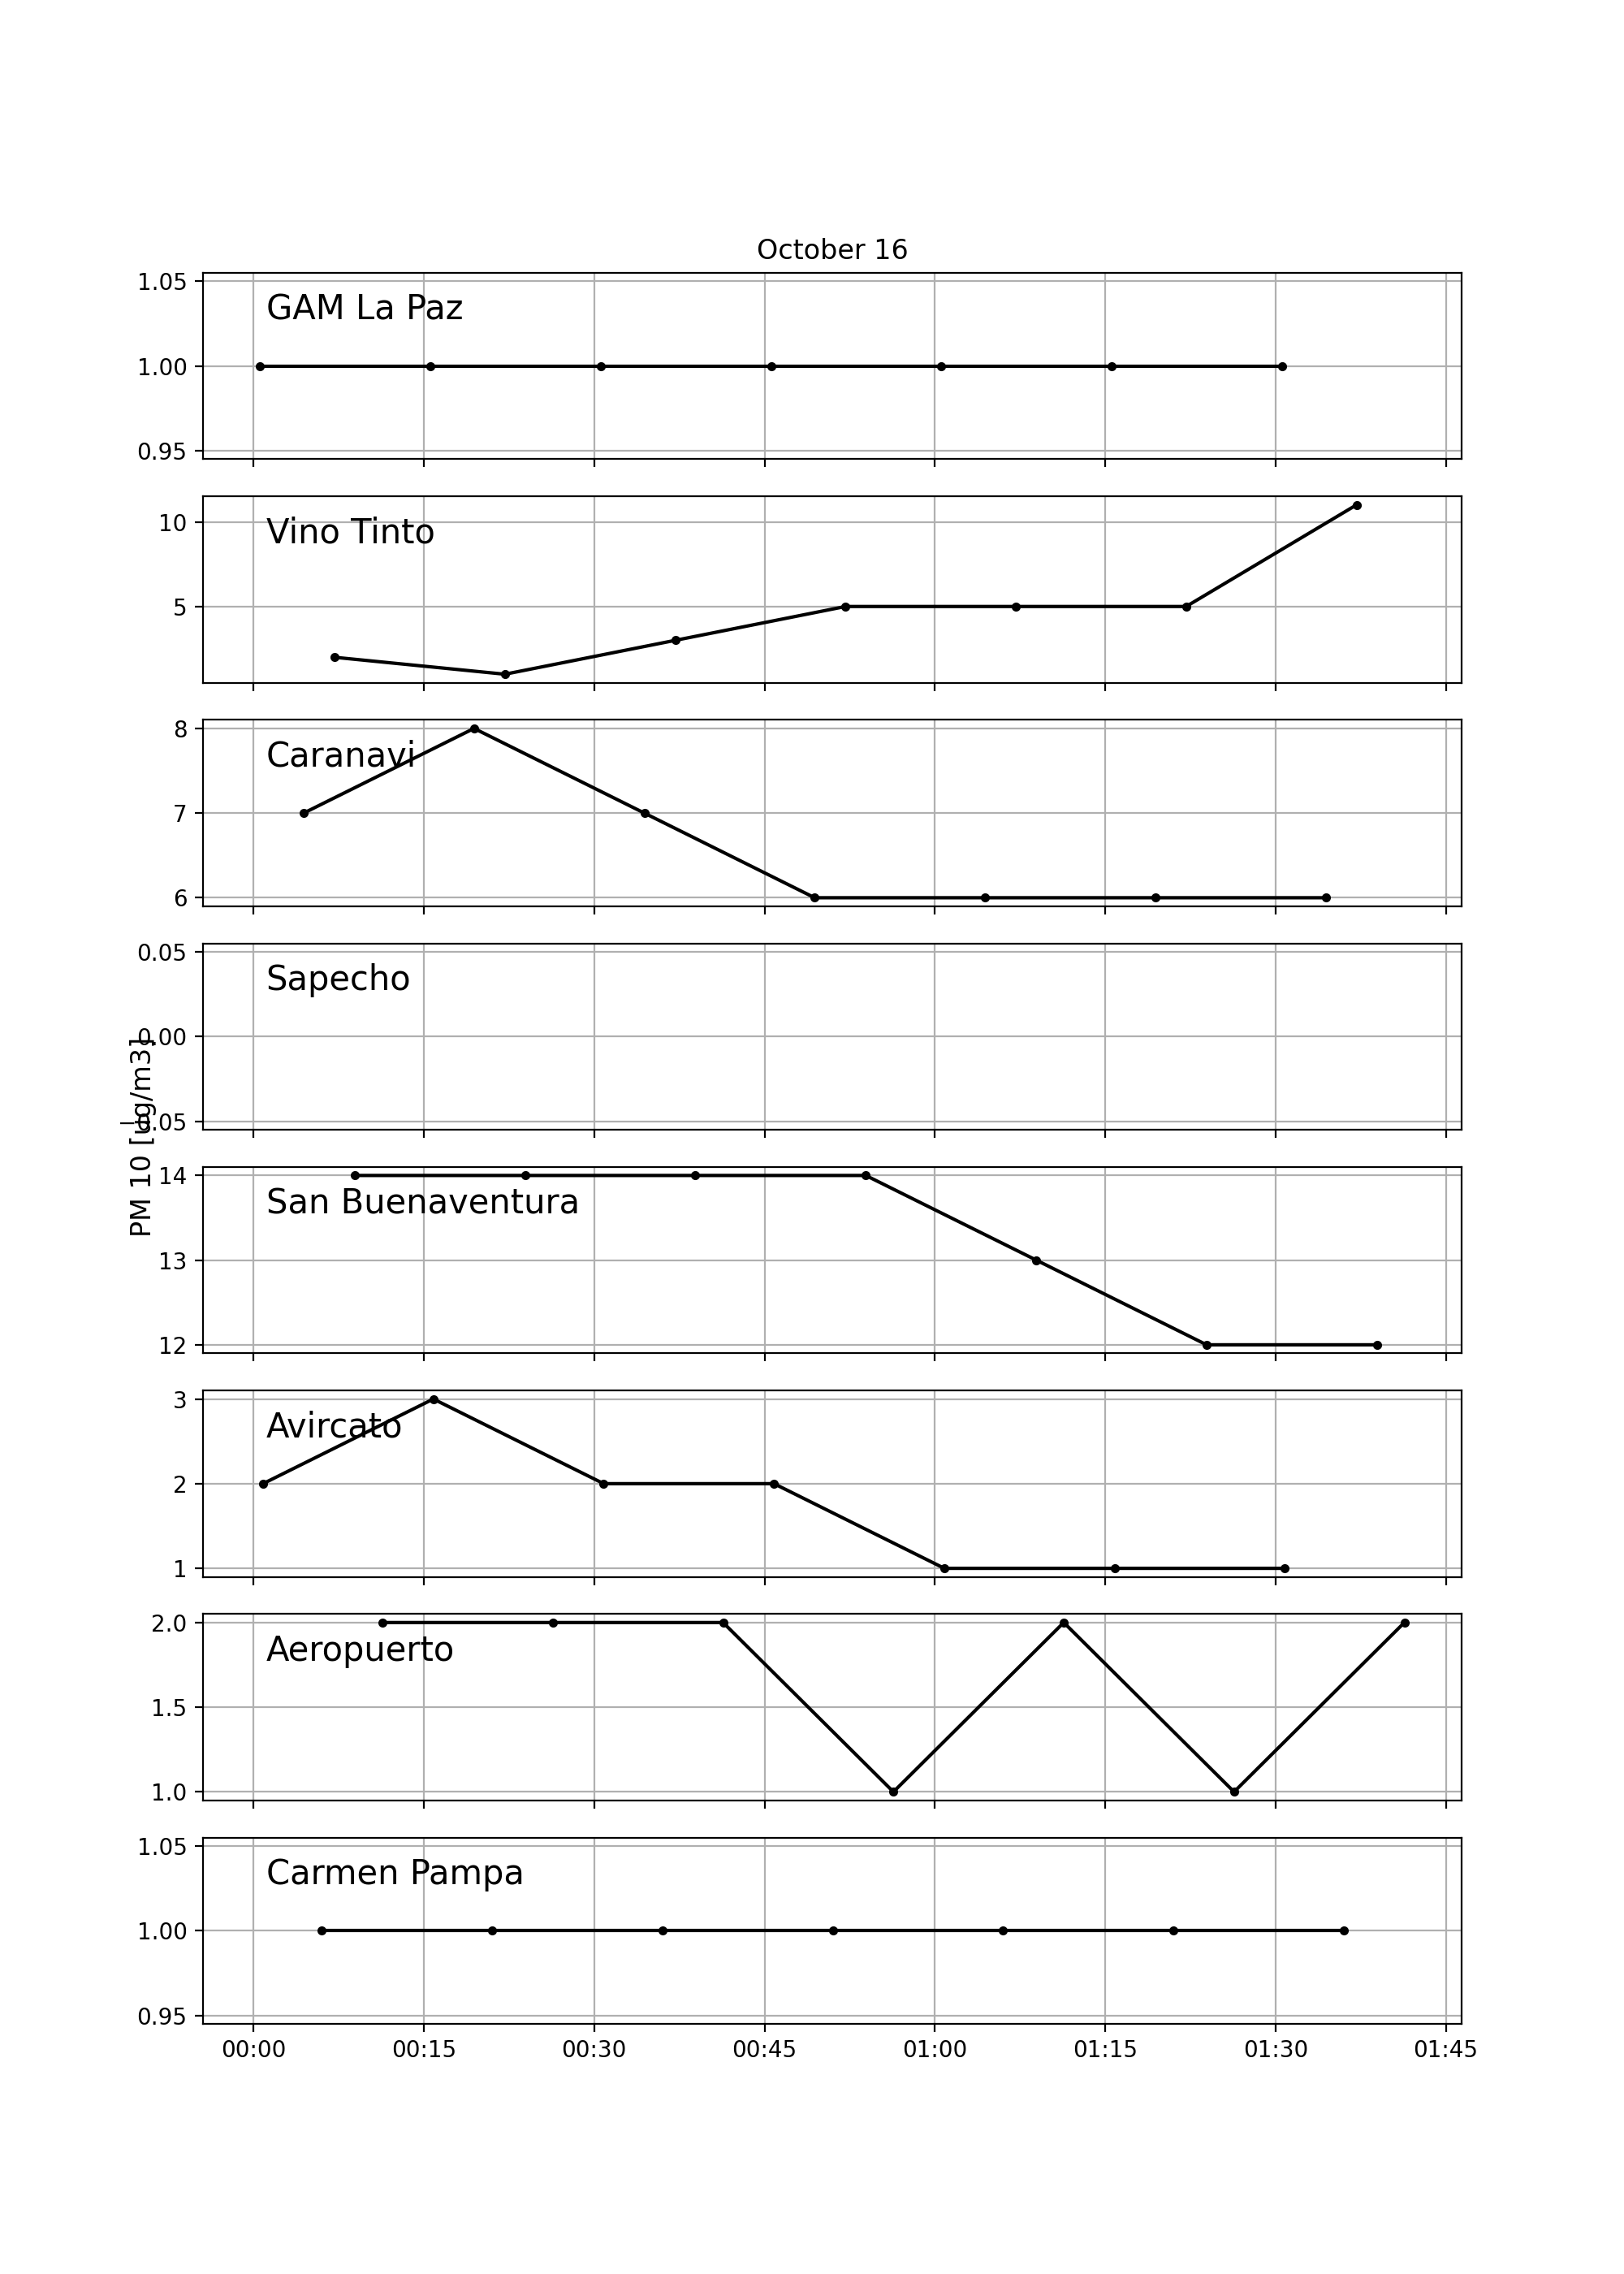 October 16
1.05
GAM La Paz
1.00
0.95
10
Vino Tinto
5
8
Caranavi
7
6
0.05
Sapecho
0.00
0.05
PM 10 [ug/m3]
14
San Buenaventura
13
12
3
Avircato
2
1
2.0
Aeropuerto
1.5
1.0
1.05
Carmen Pampa
1.00
0.95
00:00 00:15 00:30 00:45 01:00 01:15 01:30 01:45